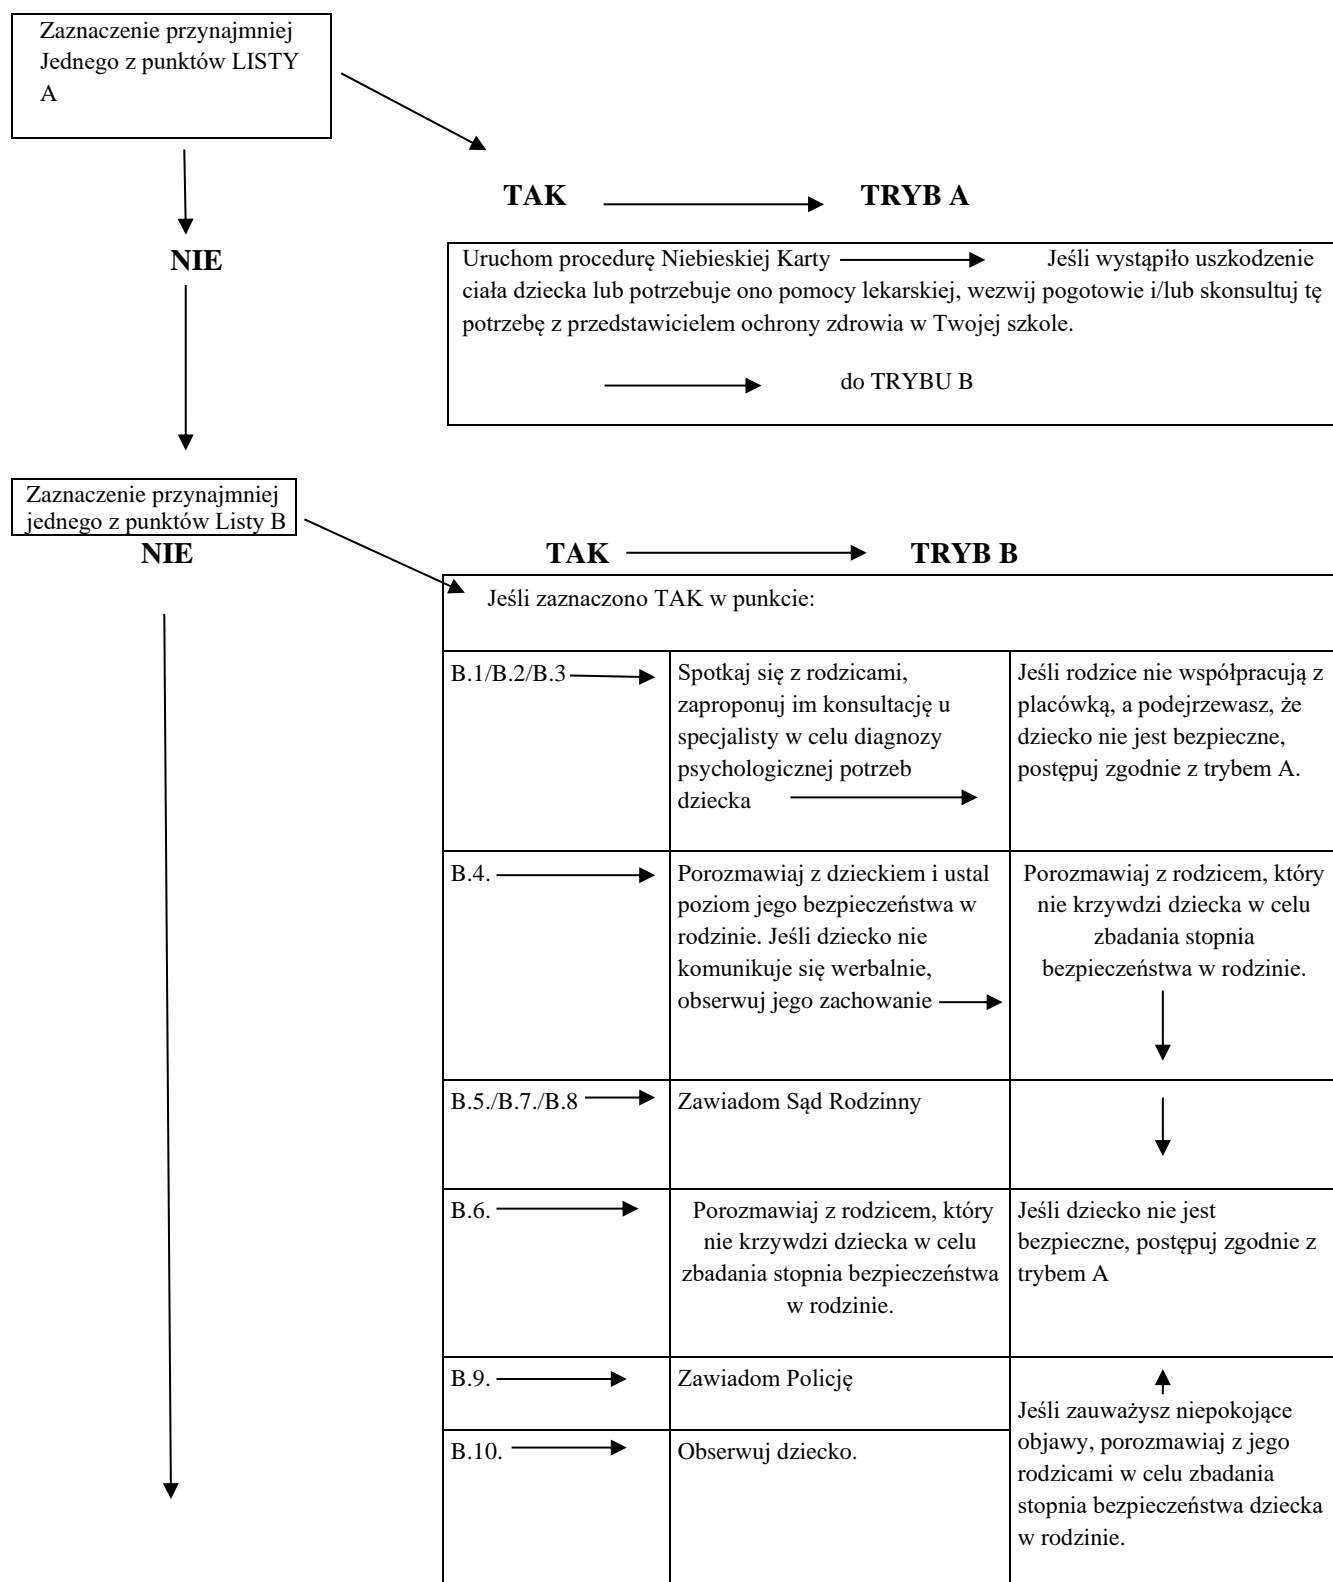 Zaznaczenie przynajmniej
Jednego z punktów LISTY
A
TAK
TRYB A
NIE
Uruchom procedurę Niebieskiej Karty Jeśli wystąpiło uszkodzenie
ciała dziecka lub potrzebuje ono pomocy lekarskiej, wezwij pogotowie i/lub skonsultuj tę
potrzebę z przedstawicielem ochrony zdrowia w Twojej szkole.
do TRYBU B
Zaznaczenie przynajmniej
jednego z punktów Listy B
NIE
TAK
TRYB B
Jeśli zaznaczono TAK w punkcie:
B.1/B.2/B.3
Spotkaj się z rodzicami,
zaproponuj im konsultację u
specjalisty w celu diagnozy
psychologicznej potrzeb
dziecka
Jeśli rodzice nie współpracują z
placówką, a podejrzewasz, że
dziecko nie jest bezpieczne,
postępuj zgodnie z trybem A.
B.4.
Porozmawiaj z dzieckiem i ustal
poziom jego bezpieczeństwa w
rodzinie. Jeśli dziecko nie
komunikuje się werbalnie,
obserwuj jego zachowanie
Porozmawiaj z rodzicem, który
nie krzywdzi dziecka w celu
zbadania stopnia
bezpieczeństwa w rodzinie.
B.5./B.7./B.8
Zawiadom Sąd Rodzinny
B.6.
Porozmawiaj z rodzicem, który
nie krzywdzi dziecka w celu
zbadania stopnia bezpieczeństwa
w rodzinie.
Jeśli dziecko nie jest
bezpieczne, postępuj zgodnie z
trybem A
B.9.
Zawiadom Policję
B.10.
Obserwuj dziecko.
Jeśli zauważysz niepokojące
objawy, porozmawiaj z jego
rodzicami w celu zbadania
stopnia bezpieczeństwa dziecka
w rodzinie.